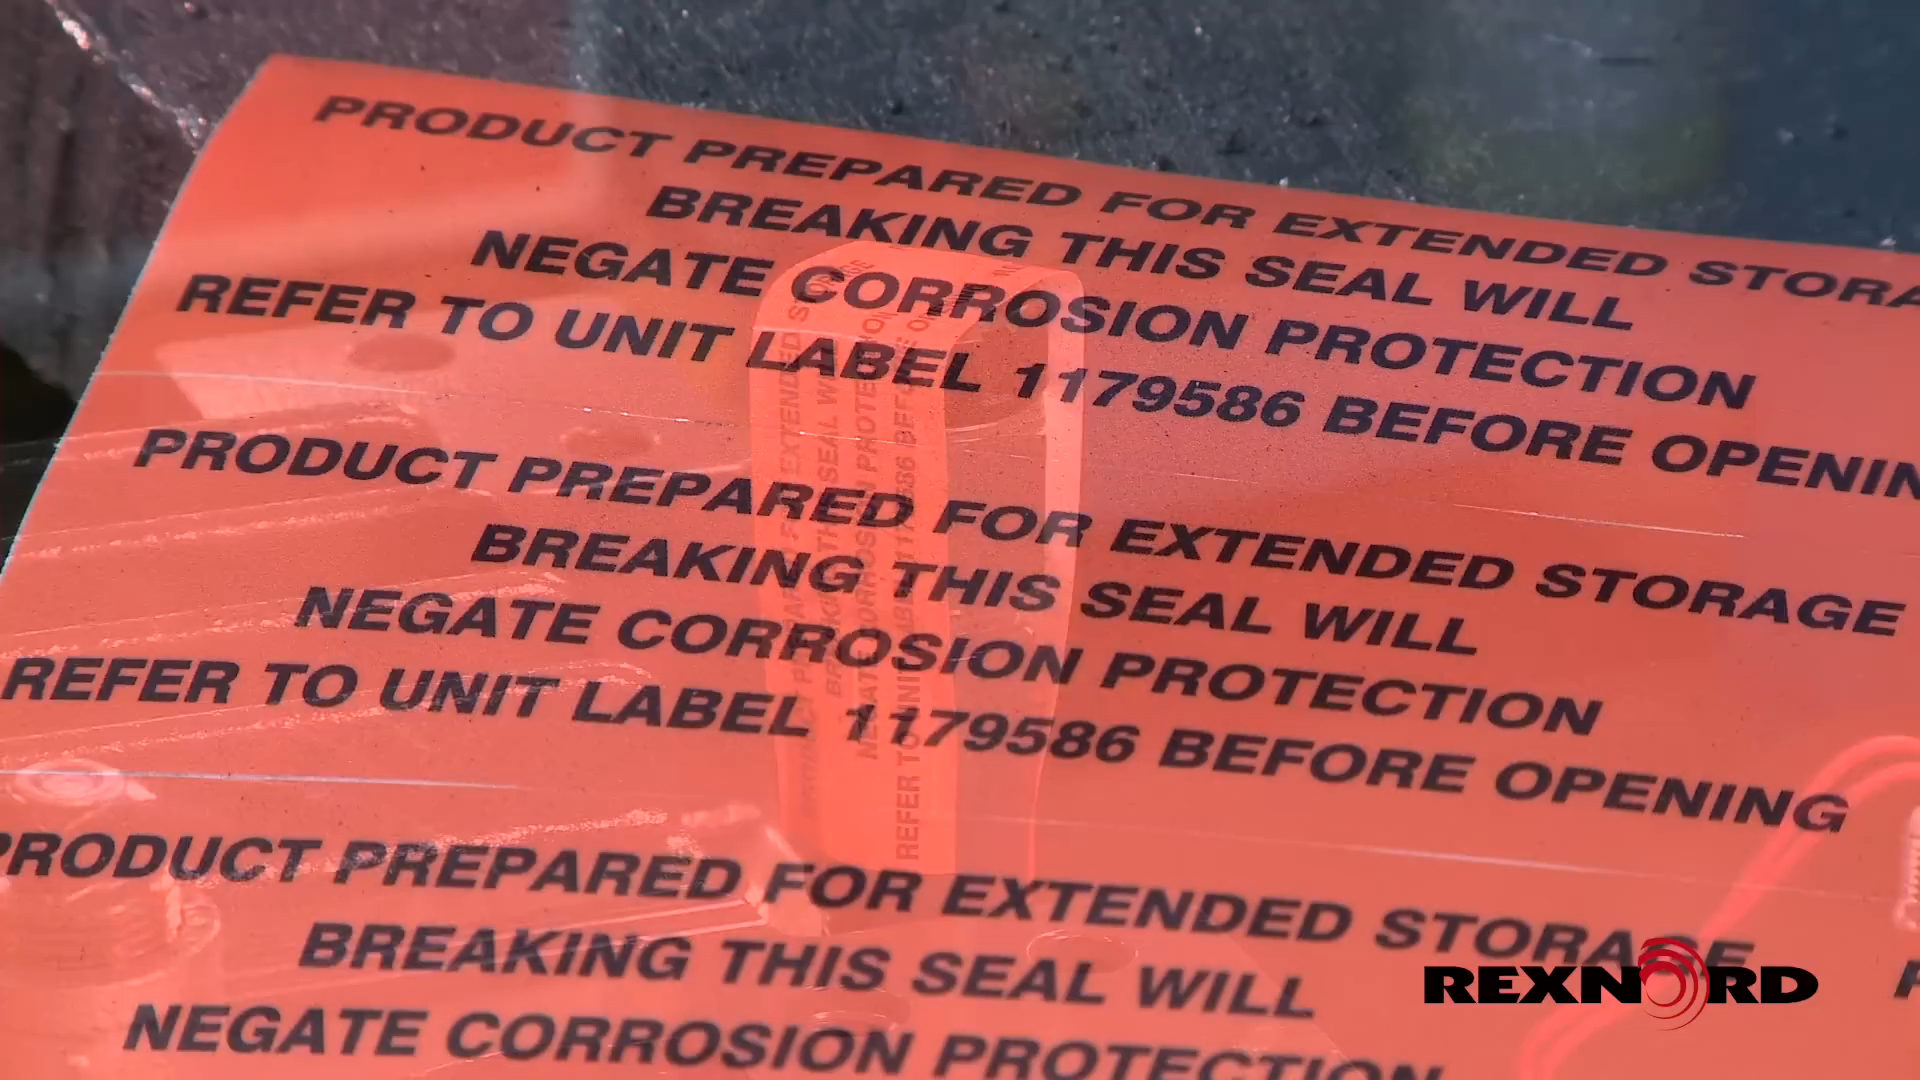 PRODUCT PREPARED FOR EXTENDED
BREAKING THIS SEAL WILL
NEGATE CORROSION PROTECTION
REFER TO UNIT LABEL 1179586 BEFORE
PRODUCT PREPARED FOR EXTENDED STORAGE
BREAKING THIS SEAL WILL
NEGATE CORROSION PROTECTION
REFER TO UNIT LABEL 1179586 BEFORE OPENING
PRODUCT PREPARED FOR EXTENDED STORAGE
BREAKING THIS SEAL WILL
NEGATE CORROSION PROTECTION
REXNORD